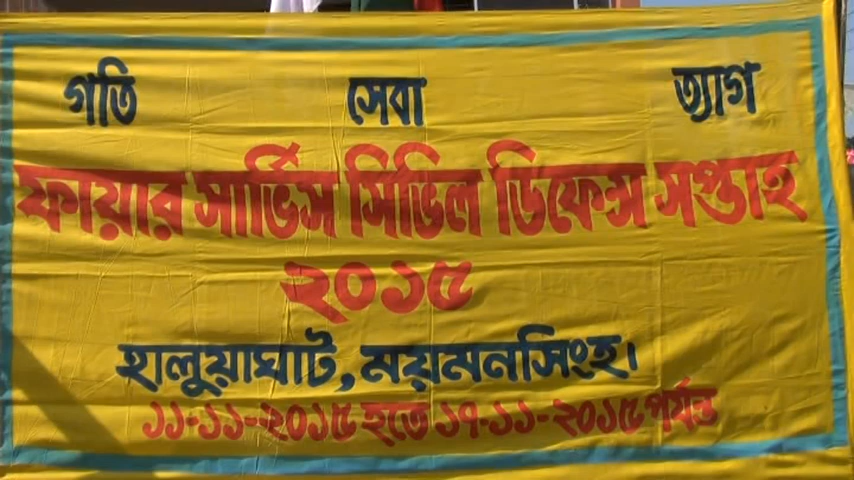 গতি সেবা ত্যাগ
ফায়ার সার্ভিস সিভিল ডিফেন্স সপ্তাহ
২০১৫
হালুয়াঘাট, ময়মনসিংহ।
১১-১১-২০১৫ হতে ১৭-১১-২০১৫ পর্যন্ত